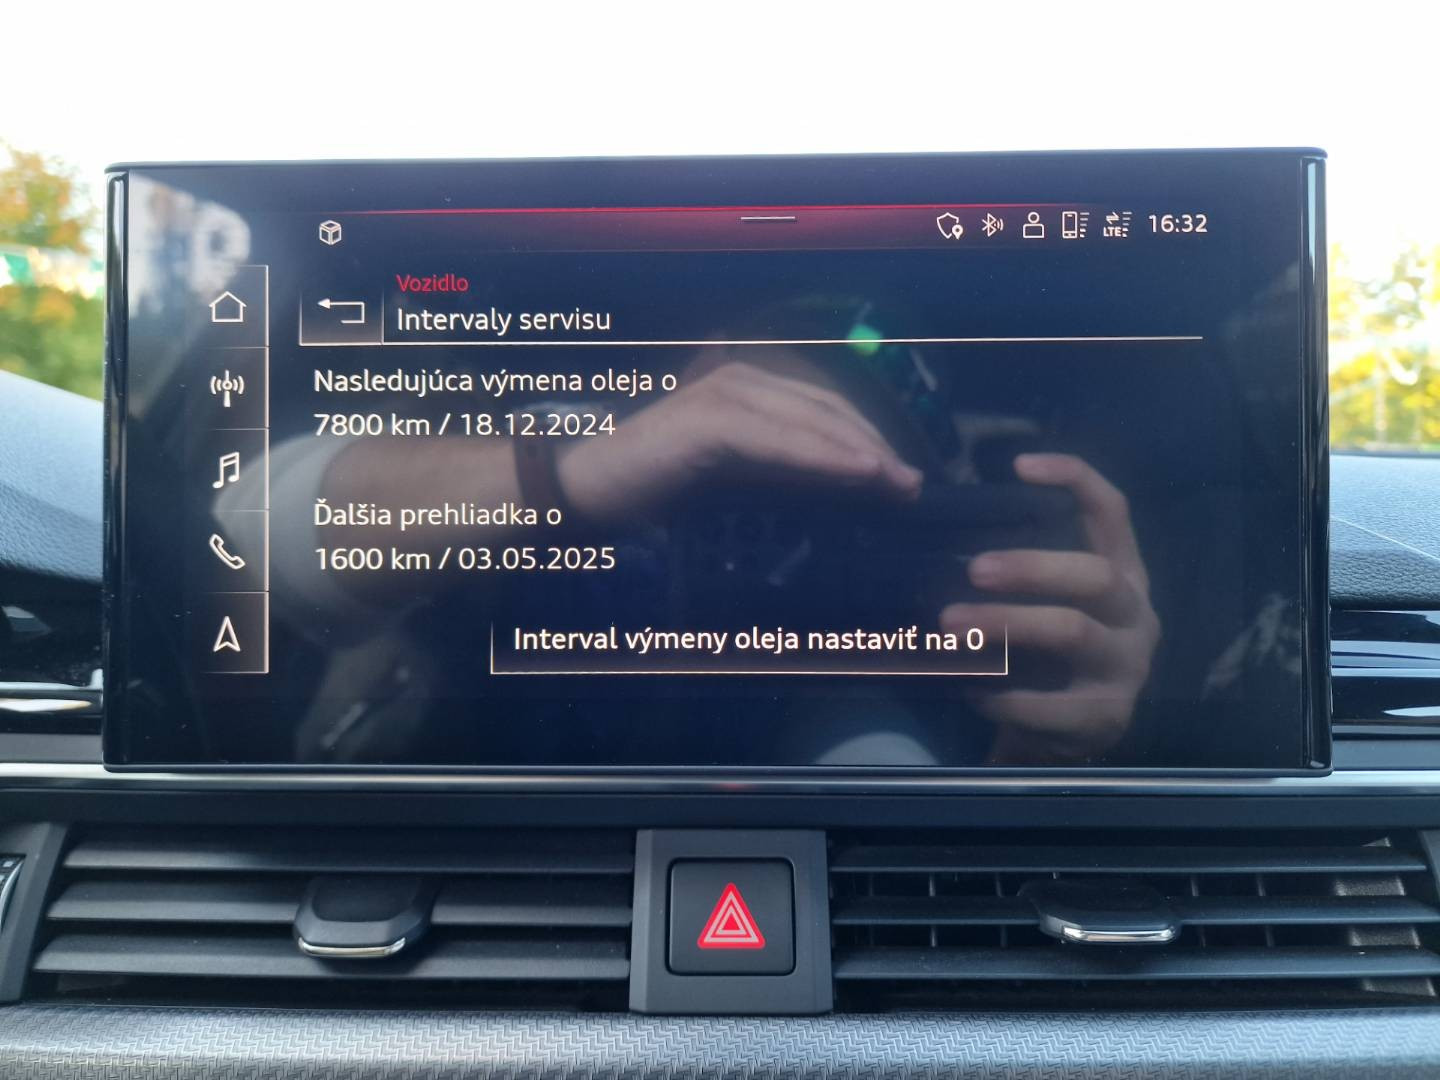 LTE 16:32
Vozidlo
Intervaly servisu
Nasledujúca výmena oleja o
7800 km / 18.12.2024
Ďalšia prehliadka o
1600 km / 03.05.2025
Interval výmeny oleja nastaviť na 0